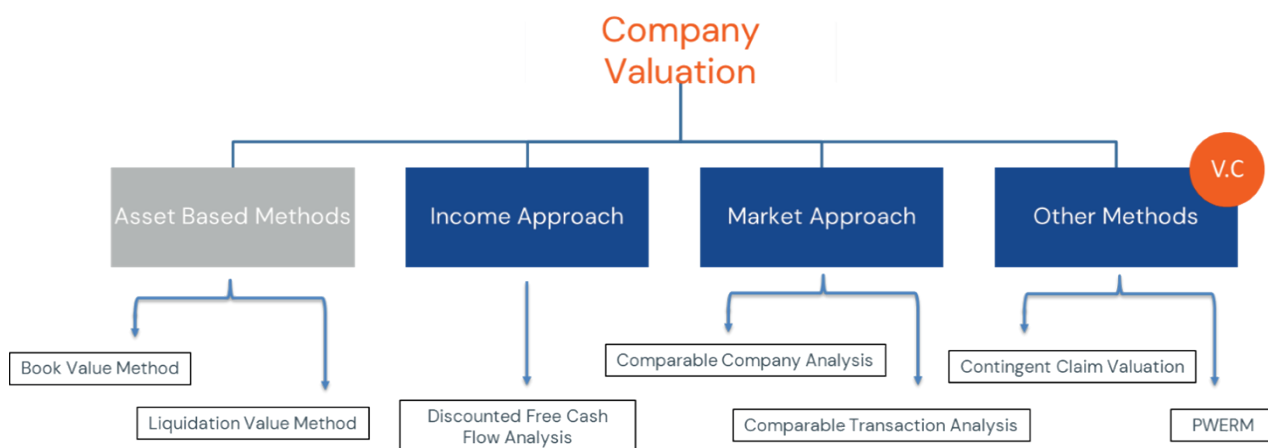 Company
Valuation
V.C
Asset Based Methods
Income Approach
Market Approach
Other Methods
Book Value Method
Liquidation Value Method
Discounted Free Cash
Flow Analysis
Comparable Company Analysis
Comparable Transaction Analysis
Contingent Claim Valuation
PWERM